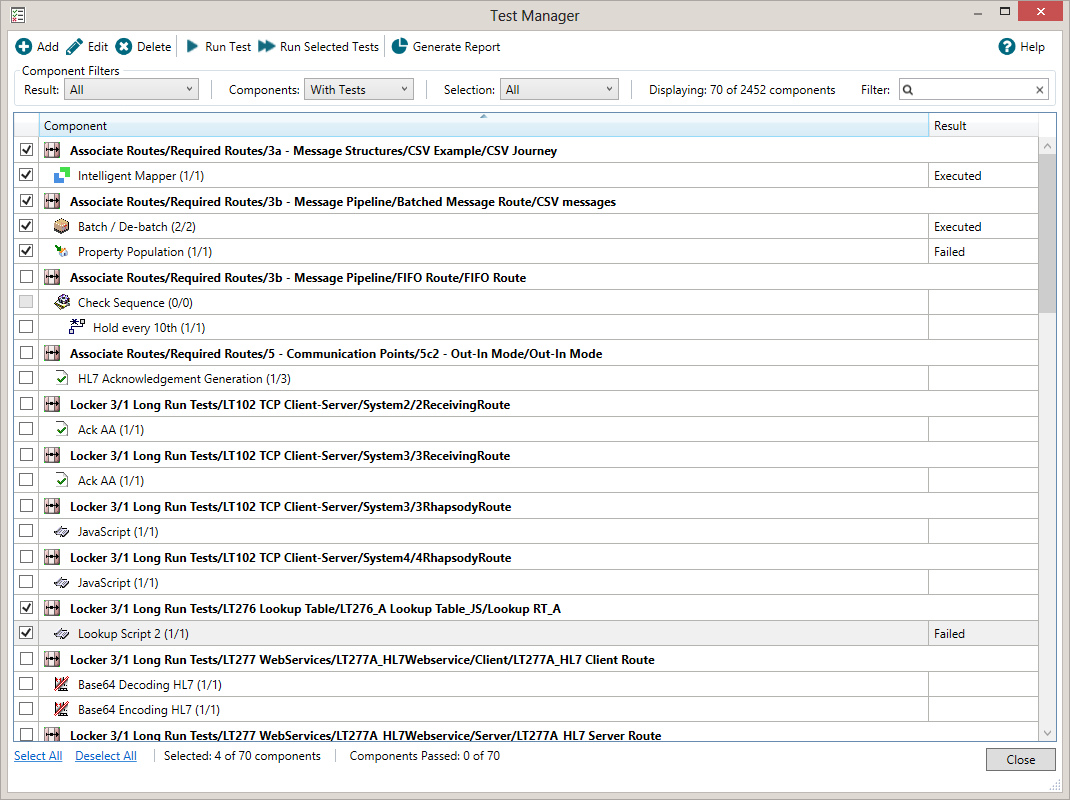 Test Manager
Add Edit Delete Run Test Run Selected Tests Generate Report Help
Component Filters
Result: All Components: With Tests Selection: All Displaying: 70 of 2452 components Filter:
Component Result
Associate Routes/Required Routes/3a - Message Structures/CSV Example/CSV Journey
Intelligent Mapper (1/1) Executed
Associate Routes/Required Routes/3b - Message Pipeline/Batched Message Route/CSV messages
Batch / De-batch (2/2) Executed
Property Population (1/1) Failed
Associate Routes/Required Routes/3b - Message Pipeline/FIFO Route/FIFO Route
Check Sequence (0/0)
Hold every 10th (1/1)
Associate Routes/Required Routes/5 - Communication Points/5c2 - Out-In Mode/Out-In Mode
HL7 Acknowledgement Generation (1/3)
Locker 3/1 Long Run Tests/LT102 TCP Client-Server/System2/2ReceivingRoute
Ack AA (1/1)
Locker 3/1 Long Run Tests/LT102 TCP Client-Server/System3/3ReceivingRoute
Ack AA (1/1)
Locker 3/1 Long Run Tests/LT102 TCP Client-Server/System3/3RhapsodyRoute
JavaScript (1/1)
Locker 3/1 Long Run Tests/LT102 TCP Client-Server/System4/4RhapsodyRoute
JavaScript (1/1)
Locker 3/1 Long Run Tests/LT276 Lookup Table/LT276_A Lookup Table_JS/Lookup RT_A
Lookup Script 2 (1/1) Failed
Locker 3/1 Long Run Tests/LT277 WebServices/LT277A_HL7Webservice/Client/LT277A_HL7 Client Route
Base64 Decoding HL7 (1/1)
Base64 Encoding HL7 (1/1)
Locker 3/1 Long Run Tests/LT277 WebServices/LT277A_HL7Webservice/Server/LT277A_HL7 Server Route
Select All Deselect All Selected: 4 of 70 components Components Passed: 0 of 70 Close